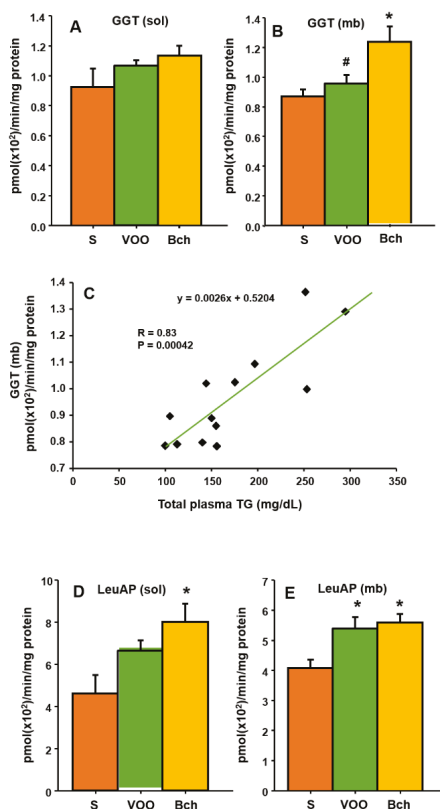 A
GGT (sol)
pmol(x10²)/min/mg protein
1.4
1.2
1.0
0.8
0.6
0.4
0.2
0.0
S
VOO
Bch
B
GGT (mb)
pmol(x10²)/min/mg protein
1.4
1.2
1.0
0.8
1.6
1.4
1.2
0.0
#
*
S
VOO
Bch
C
GGT (mb)
pmol(x10²)/min/mg protein
1.4
1.3
1.2
1.1
1.0
0.9
0.8
0.7
y = 0.0026x + 0.5204
R = 0.83
P = 0.00042
0
50
100
150
200
250
300
350
Total plasma TG (mg/dL)
D
LeuAP (sol)
pmol(x10²)/min/mg protein
10
8
6
4
2
0
*
S
VOO
Bch
E
LeuAP (mb)
pmol(x10²)/min/mg protein
7
6
5
4
3
2
1
0
*
*
S
VOO
Bch